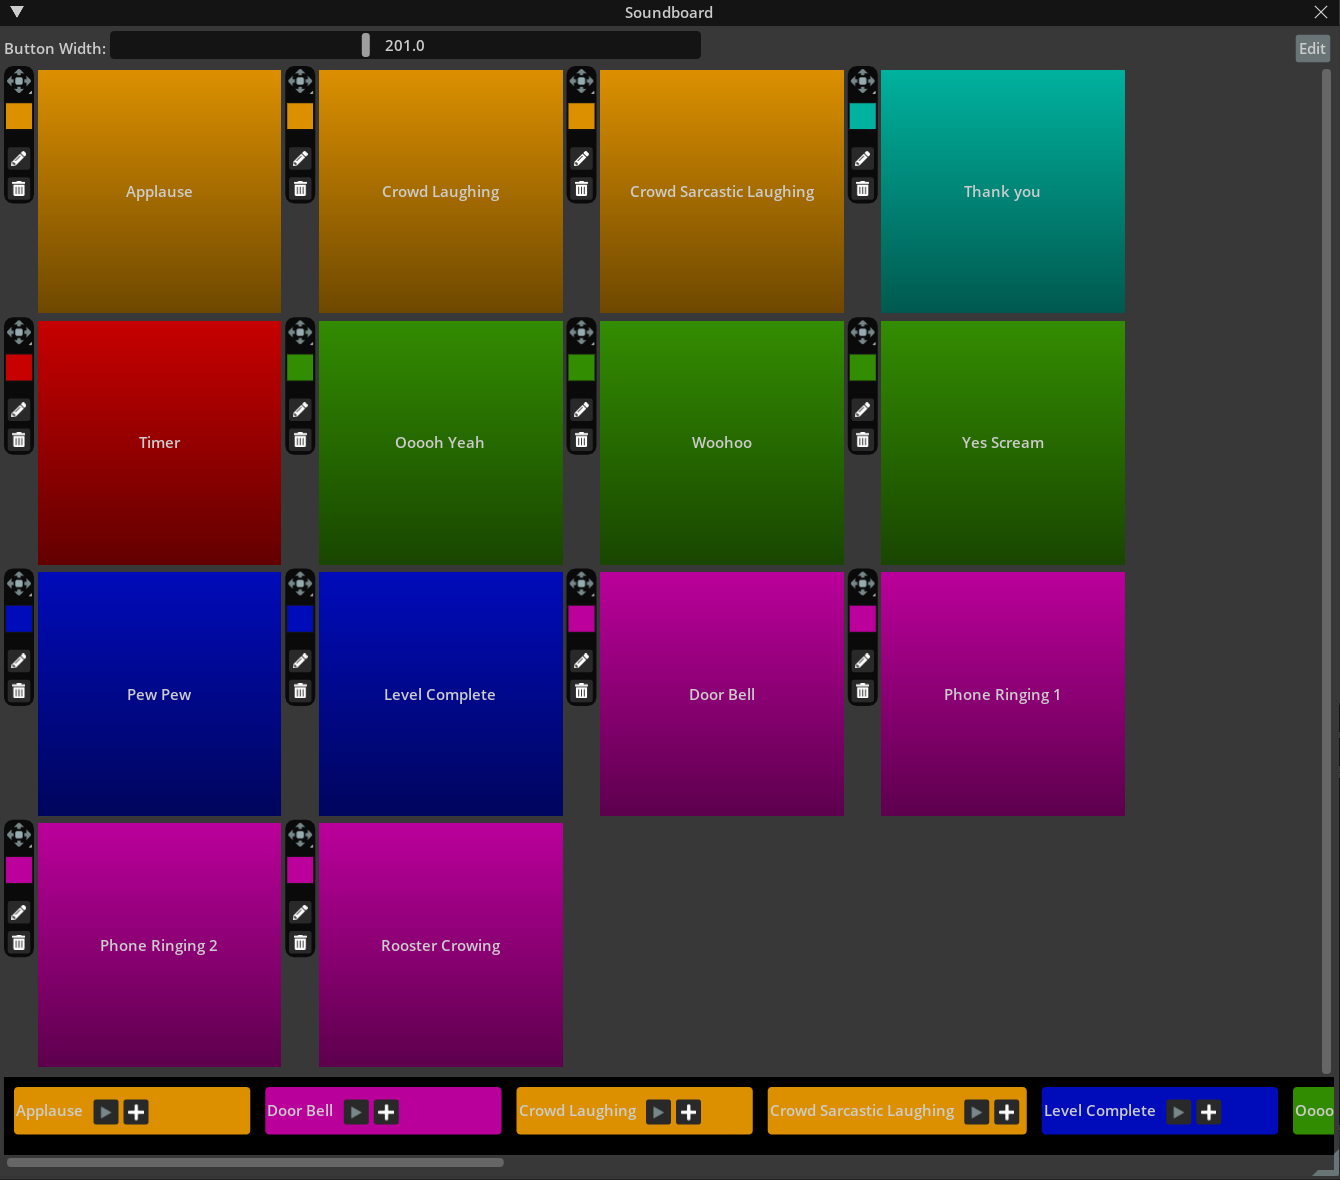 Soundboard
Button Width: 201.0 Edit
Applause Crowd Laughing Crowd Sarcastic Laughing Thank you
Timer Ooooh Yeah Woohoo Yes Scream
Pew Pew Level Complete Door Bell Phone Ringing 1
Phone Ringing 2 Rooster Crowing
Applause Door Bell Crowd Laughing Crowd Sarcastic Laughing Level Complete Oooo